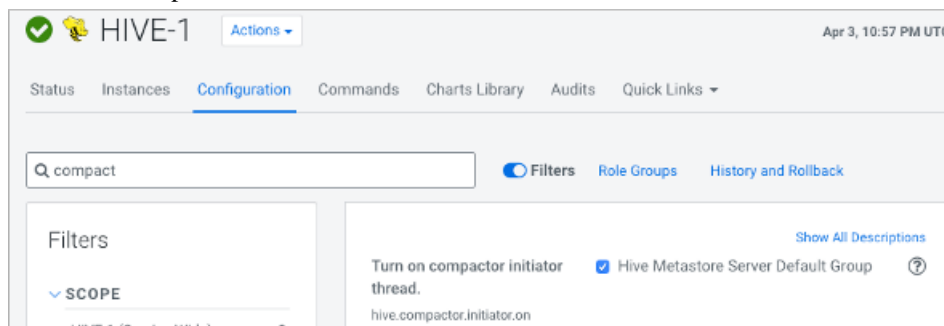 HIVE-1 Actions Apr 3, 10:57 PM UTC
Status Instances Configuration Commands Charts Library Audits Quick Links
compact Filters Role Groups History and Rollback
Filters
Show All Descriptions
Turn on compactor initiator thread.
Hive Metastore Server Default Group
SCOPE
hive.compactor.initiator.on